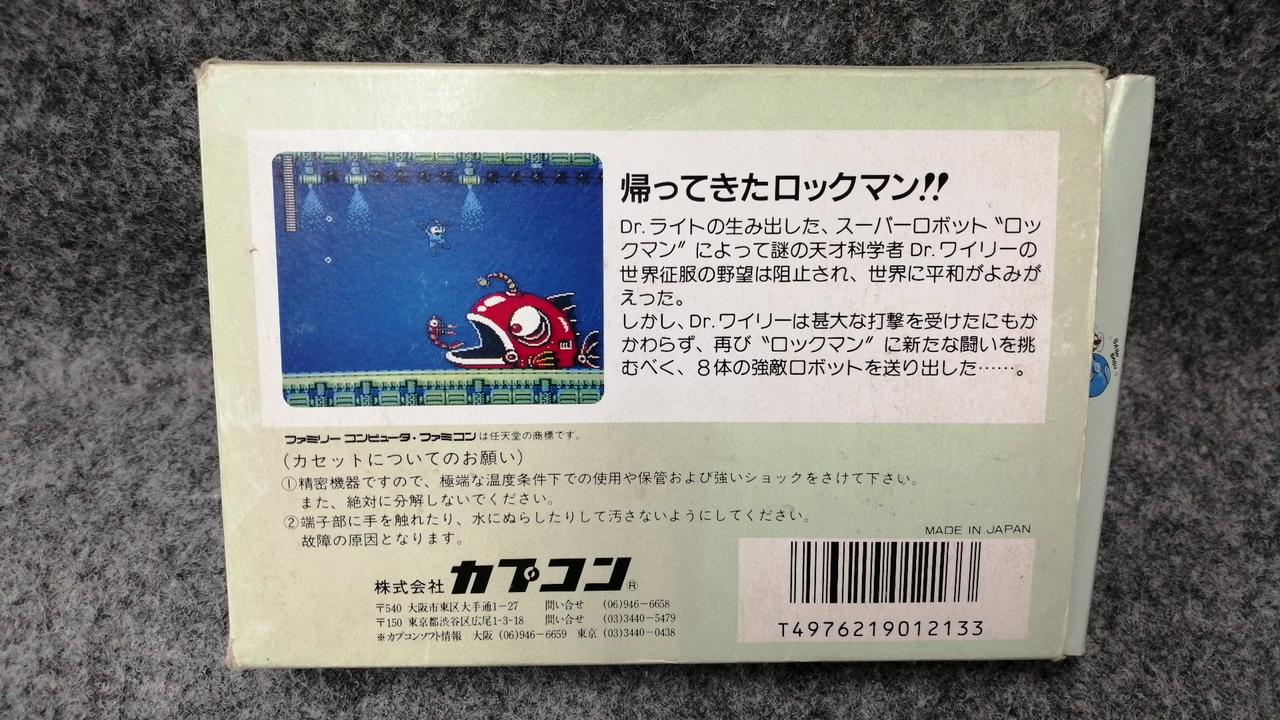 帰ってきたロックマン!!
Dr.ライトの生み出した、スーパーロボット〝ロッ
クマン〟によって謎の天才科学者 Dr.ワイリーの
世界征服の野望は阻止され、世界に平和がよみが
えった。
しかし、Dr.ワイリーは甚大な打撃を受けたにもか
かわらず、再び〝ロックマン〟に新たな闘いを挑
むべく、8体の強敵ロボットを送り出した……。
ファミリー コンピュータ・ファミコンは任天堂の商標です。
(カセットについてのお願い)
①精密機器ですので、極端な温度条件下での使用や保管および強いショックをさけて下さい。
また、絶対に分解しないでください。
②端子部に手を触れたり、水にぬらしたりして汚さないようにしてください。
故障の原因となります。
MADE IN JAPAN
株式会社 カプコン®
〒540 大阪市東区大手通1-27 問い合せ (06)946-6658
〒150 東京都渋谷区広尾1-3-18 問い合せ (03)3440-5479
※カプコンソフト情報 大阪 (06)946-6659 東京 (03)3440-0438
T4976219012133